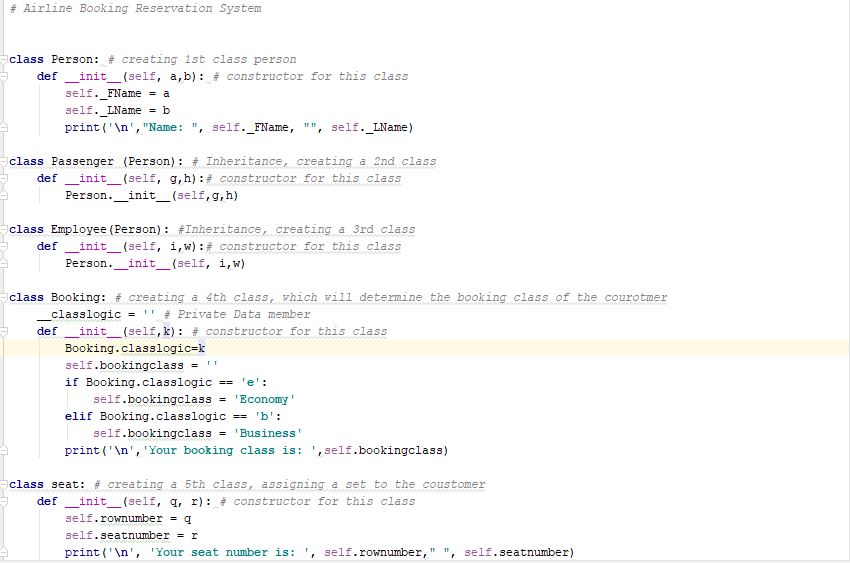 # Airline Booking Reservation System
class Person: # creating 1st class person
    def __init__(self, a,b): # constructor for this class
        self._FName = a
        self._LName = b
        print('\n',"Name: ", self._FName, "", self._LName)
class Passenger (Person): # Inheritance, creating a 2nd class
    def __init__(self, g,h):# constructor for this class
        Person.__init__(self,g,h)
class Employee(Person): #Inheritance, creating a 3rd class
    def __init__(self, i,w):# constructor for this class
        Person.__init__(self, i,w)
class Booking: # creating a 4th class, which will determine the booking class of the courotmer
    __classlogic = '' # Private Data member
    def __init__(self,k): # constructor for this class
        Booking.classlogic=k
        self.bookingclass = ''
        if Booking.classlogic == 'e':
            self.bookingclass = 'Economy'
        elif Booking.classlogic == 'b':
            self.bookingclass = 'Business'
        print('\n','Your booking class is: ',self.bookingclass)
class seat: # creating a 5th class, assigning a set to the coustomer
    def __init__(self, q, r): # constructor for this class
        self.rownumber = q
        self.seatnumber = r
        print('\n', 'Your seat number is: ', self.rownumber," ", self.seatnumber)